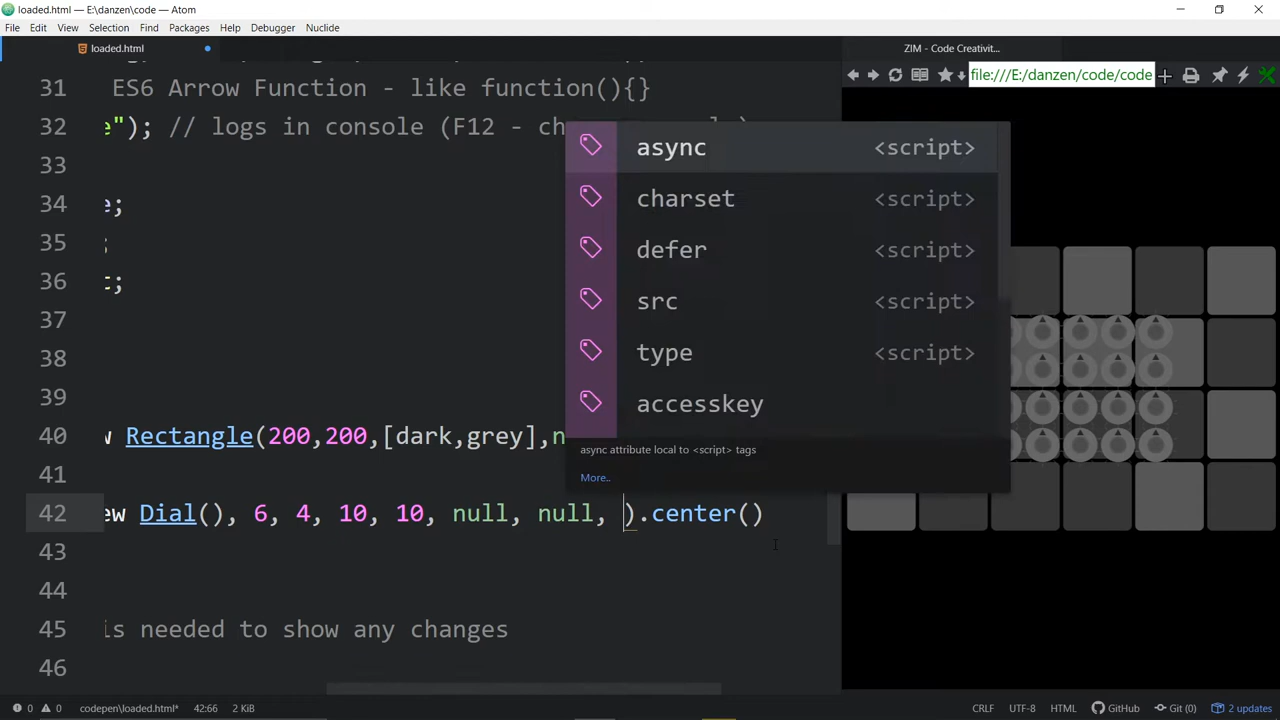 loaded.html — E:\danzen\code — Atom
File Edit View Selection Find Packages Help Debugger Nuclide
loaded.html
ZIM - Code Creativit...
file:///E:/danzen/code/code
31 ES6 Arrow Function - like function(){}
32 e"); // logs in console (F12 - ch
33
34 e;
35 ;
36 t;
37
38
39
40 w Rectangle(200,200,[dark,grey],n
41
42 ew Dial(), 6, 4, 10, 10, null, null, ).center()
43
44
45 is needed to show any changes
46
async <script>
charset <script>
defer <script>
src <script>
type <script>
accesskey
async attribute local to <script> tags
More..
0 0 codepen\loaded.html* 42:66 2 KiB CRLF UTF-8 HTML GitHub Git (0) 2 updates